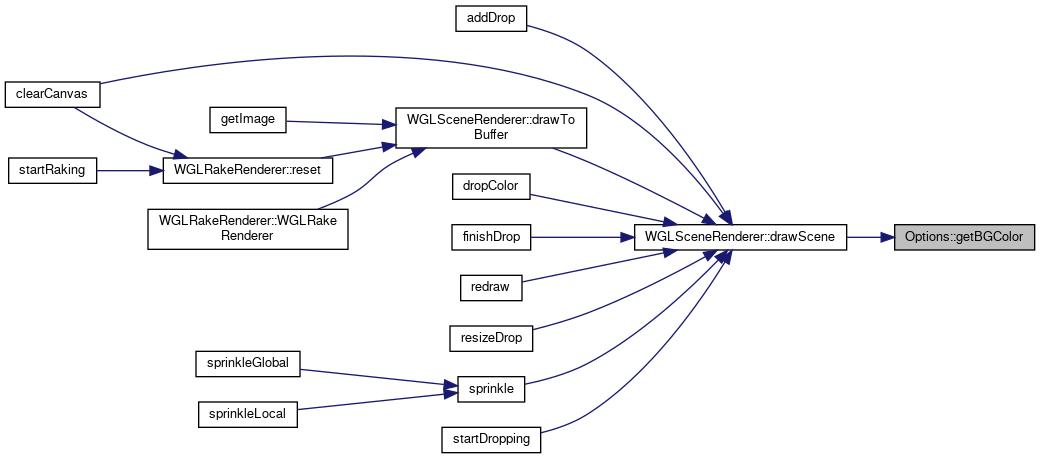 addDrop
clearCanvas
getImage
WGLSceneRenderer::drawTo
Buffer
startRaking
WGLRakeRenderer::reset
dropColor
WGLRakeRenderer::WGLRake
Renderer
finishDrop
WGLSceneRenderer::drawScene
Options::getBGColor
redraw
resizeDrop
sprinkleGlobal
sprinkle
sprinkleLocal
startDropping